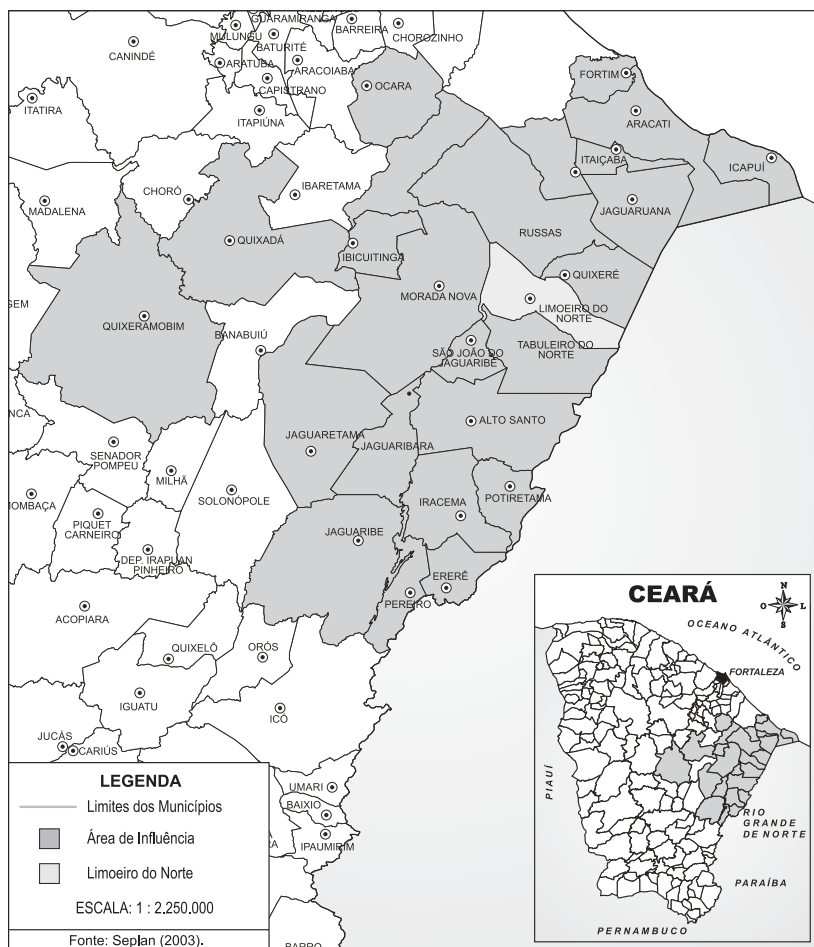 GUARAMIRANGA
MULUNGU
BATURITÉ
BARREIRA
CHOROZINHO
CANINDÉ
ARATUBA
ARACOIABA
CAPISTRANO
OCARA
FORTIM
ITATIRA
ITAPIÚNA
ARACATI
ITAIÇABA
ICAPUÍ
CHORÓ
IBARETAMA
MADALENA
JAGUARUANA
QUIXADÁ
IBICUITINGA
RUSSAS
QUIXERÉ
MORADA NOVA
GEM
LIMOEIRO DO
NORTE
QUIXERAMOBIM
BANABUIÚ
SÃO JOÃO DO
JAGUARIBE
TABULEIRO DO
NORTE
NCA
ALTO SANTO
JAGUARETAMA
JAGUARIBARA
SENADOR
POMPEU
MILHÃ
SOLONÓPOLE
POTIRETAMA
IRACEMA
OMBAÇA
PIQUET
CARNEIRO
JAGUARIBE
DEP. IRAPUAN
PINHEIRO
ERERÊ
PEREIRO
ACOPIARA
QUIXELÔ
ORÓS
IGUATU
ICÓ
JUCÁS
CARIÚS
UMARI
BAIXIO
RA
IPAUMIRIM
BARRO
LEGENDA
Limites dos Municípios
Área de Influência
Limoeiro do Norte
ESCALA: 1 : 2.250.000
Fonte: Seplan (2003).
CEARÁ
N
O L
S
OCEANO ATLÂNTICO
FORTALEZA
PIAUÍ
RIO
GRANDE
DE NORTE
PARAÍBA
PERNAMBUCO